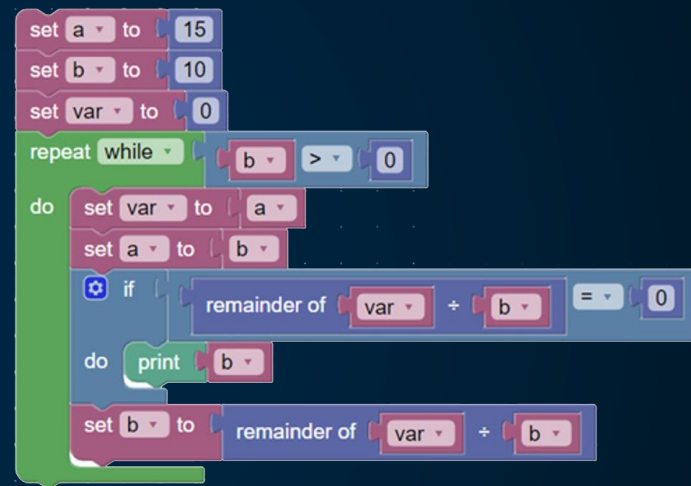 set a to 15
set b to 10
set var to 0
repeat while b > 0
do set var to a
set a to b
if remainder of var ÷ b = 0
do print b
set b to remainder of var ÷ b